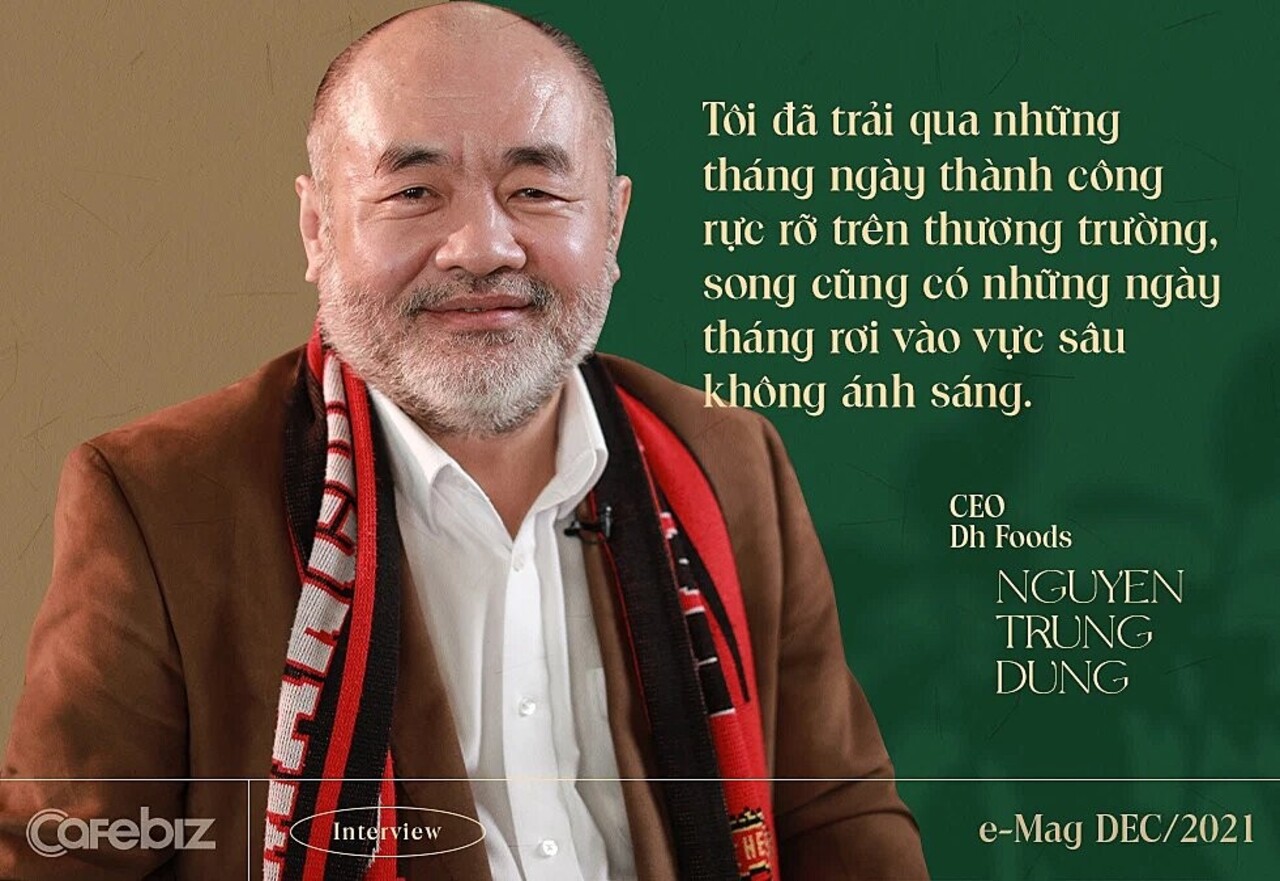 Tôi đã trải qua những
tháng ngày thành công
rực rỡ trên thương trường,
song cũng có những ngày
tháng rơi vào vực sâu
không ánh sáng.
CEO
Dh Foods
NGUYEN
TRUNG
DUNG
Cafebiz
Interview
e-Mag DEC/2021